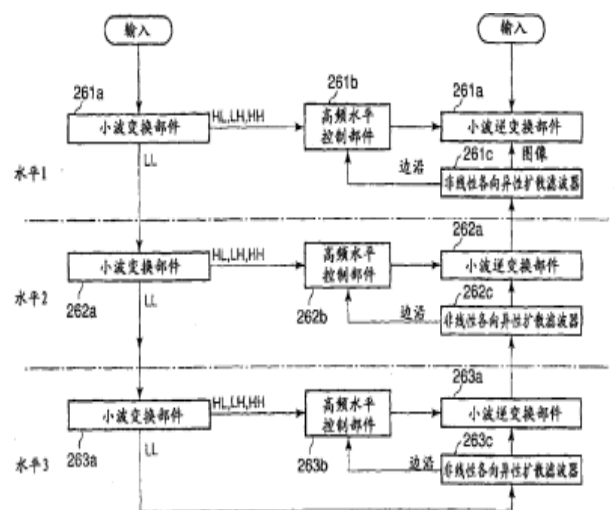 输入
输入
261a
261b
261a
小波变换部件
HL,LH,HH
高频水平
控制部件
小波逆变换部件
261c
图像
水平1
LL
边沿
非线性各向异性扩散滤波器
262a
小波变换部件
HL,LH,HH
高频水平
控制部件
小波逆变换部件
水平2
262a
LL
262b
边沿
262c
非线性各向异性扩散滤波器
263a
小波变换部件
HL,LH,HH
高频水平
控制部件
小波逆变换部件
水平3
263a
LL
263b
边沿
263c
非线性各向异性扩散滤波器